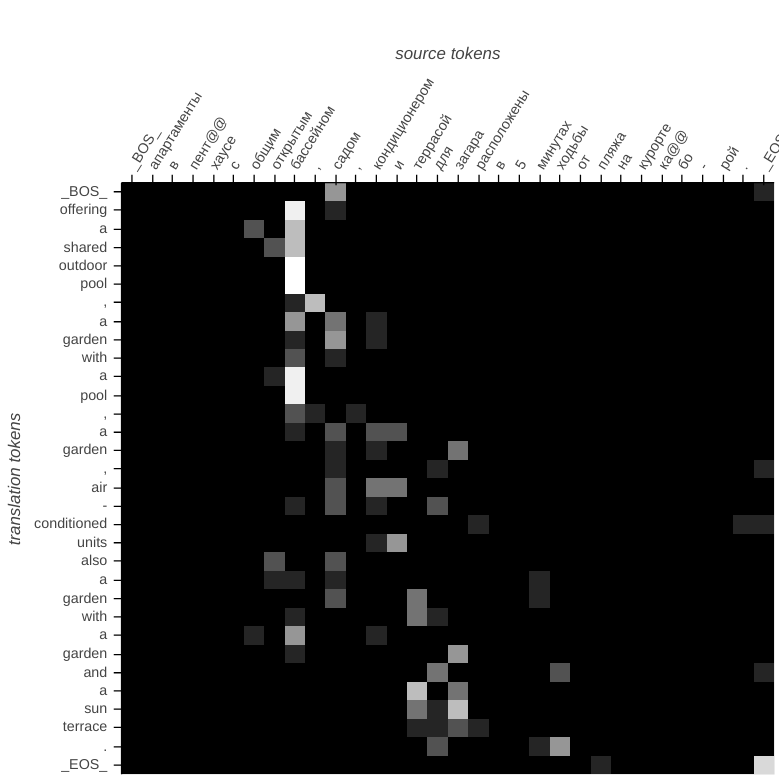 source tokens
_BOS_
апартаменты
в
пент@@
хаусе
с
общим
открытым
бассейном
,
садом
,
кондиционером
и
террасой
для
загара
расположены
в
5
минутах
ходьбы
от
пляжа
на
курорте
ка@@
бо
-
рой
.
_EOS_
translation tokens
_BOS_
offering
a
shared
outdoor
pool
,
a
garden
with
a
pool
,
a
garden
,
air
-
conditioned
units
also
a
garden
with
a
garden
and
a
sun
terrace
.
_EOS_